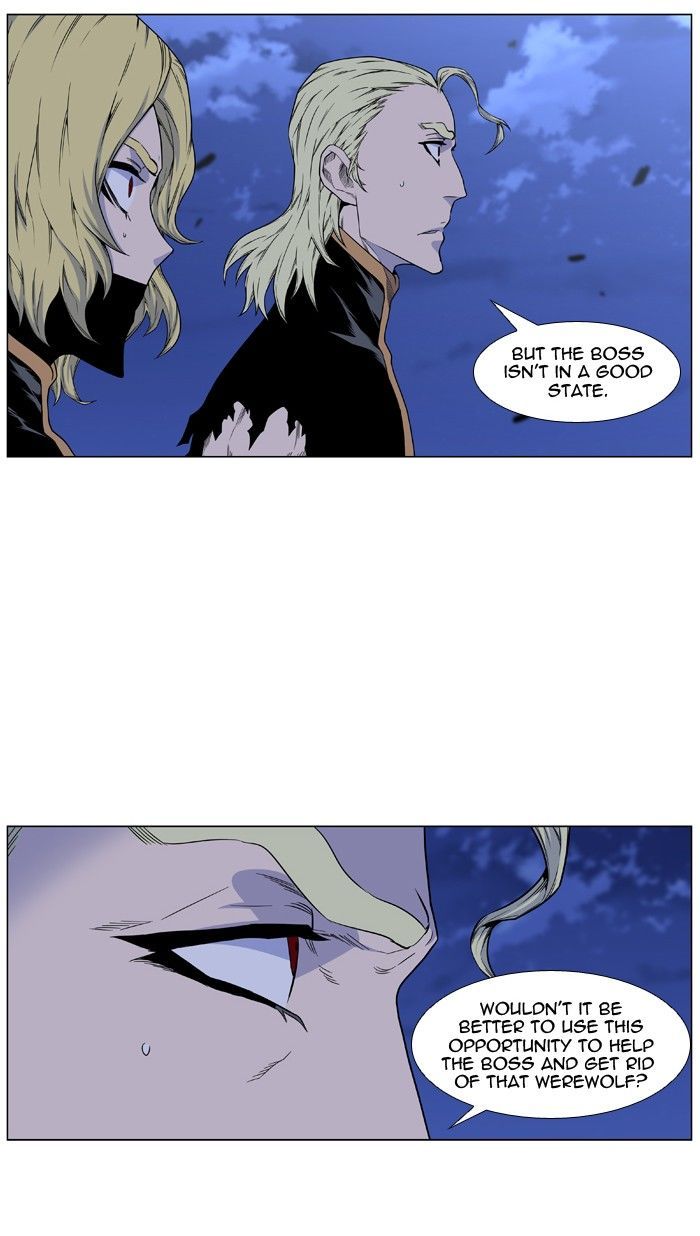 BUT THE BOSS
ISN'T IN A GOOD
STATE.
WOULDN'T IT BE
BETTER TO USE THIS
OPPORTUNITY TO HELP
THE BOSS AND GET RID
OF THAT WEREWOLF?